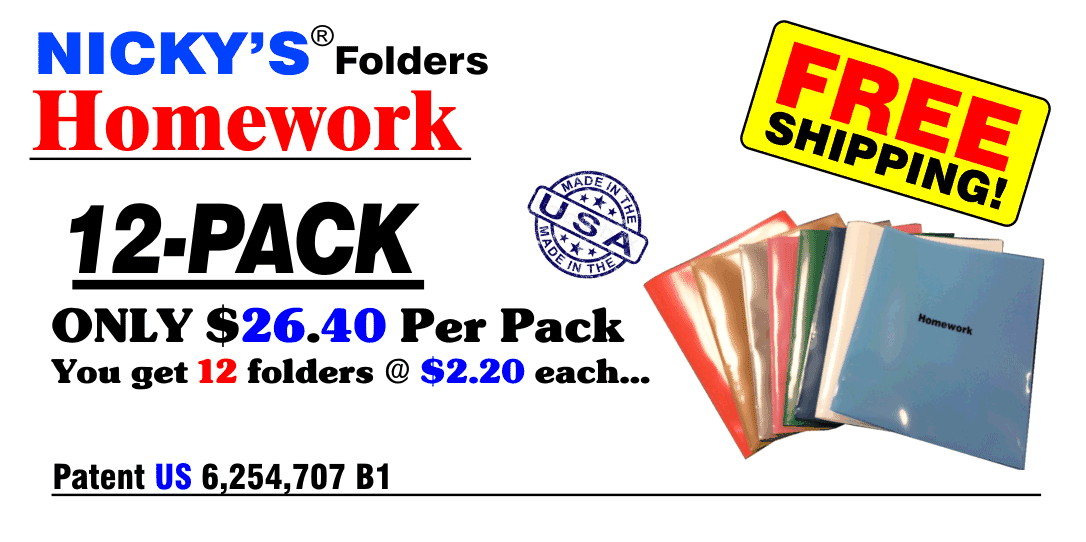 NICKY'S® Folders
Homework
FREE
SHIPPING!
12-PACK
MADE IN THE
USA
MADE IN THE
ONLY $26.40 Per Pack
You get 12 folders @ $2.20 each...
Homework
Patent US 6,254,707 B1